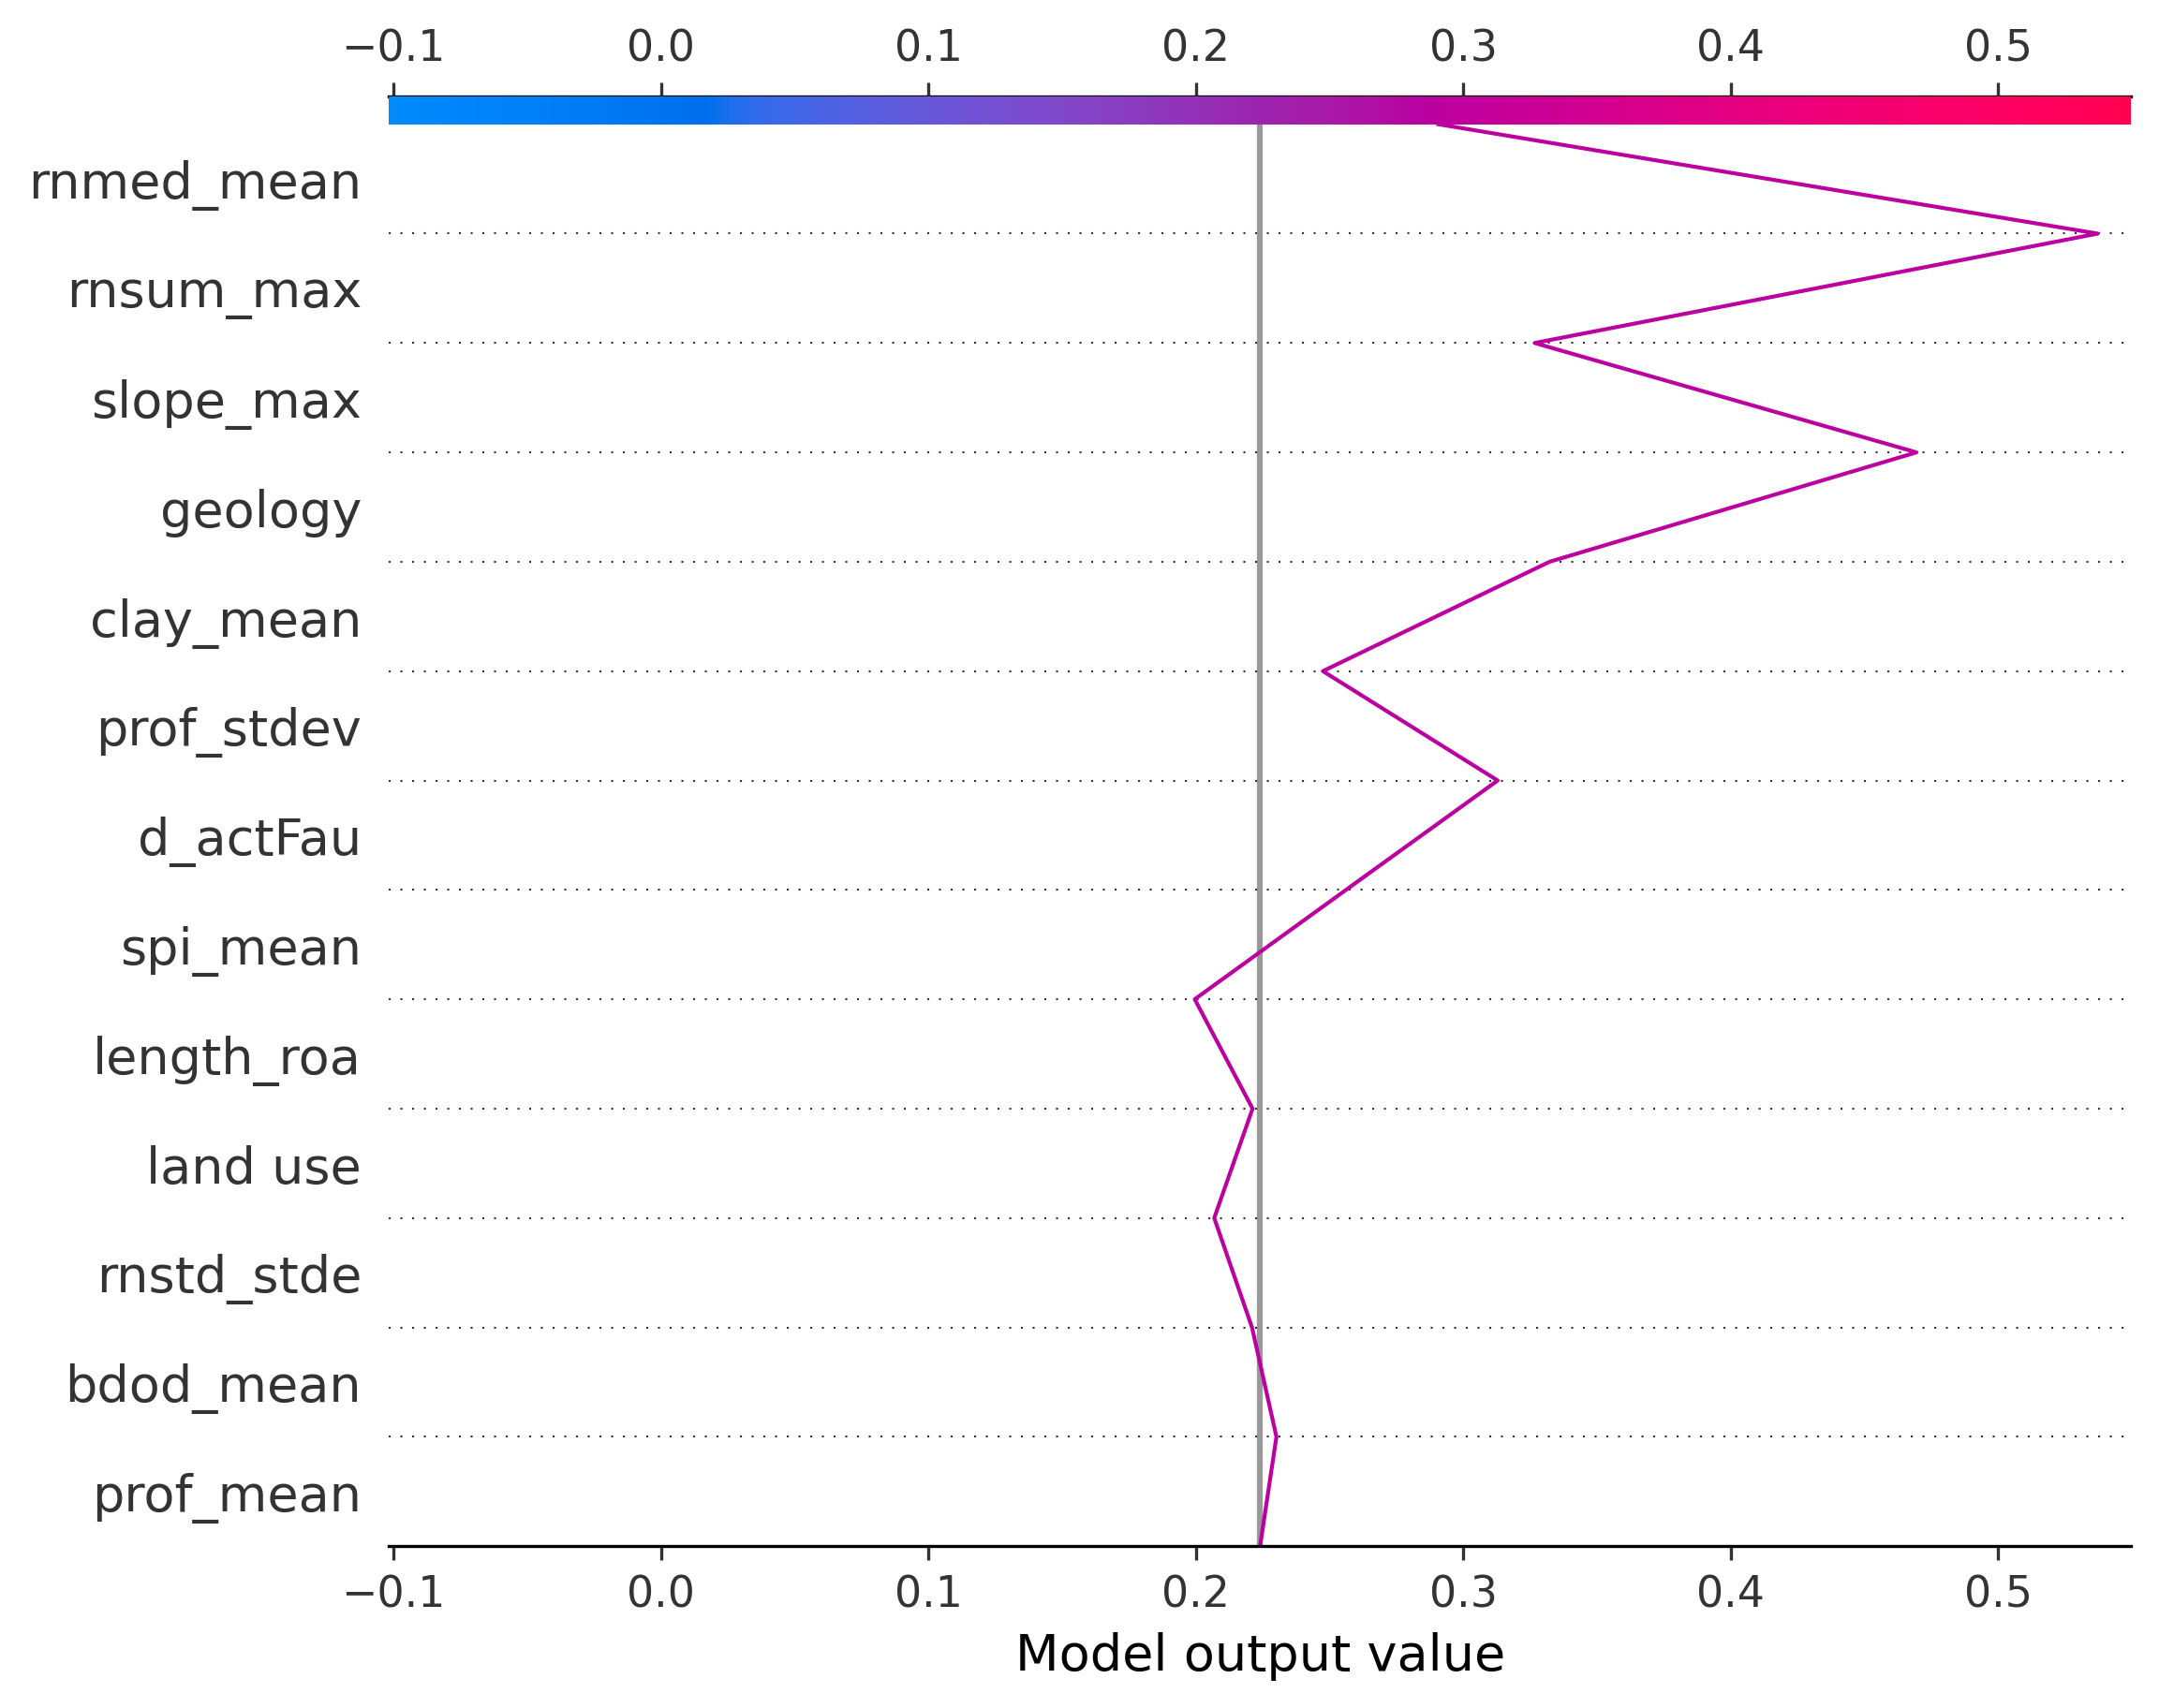 −0.1 0.0 0.1 0.2 0.3 0.4 0.5
rnmed_mean
rnsum_max
slope_max
geology
clay_mean
prof_stdev
d_actFau
spi_mean
length_roa
land use
rnstd_stde
bdod_mean
prof_mean
−0.1 0.0 0.1 0.2 0.3 0.4 0.5
Model output value